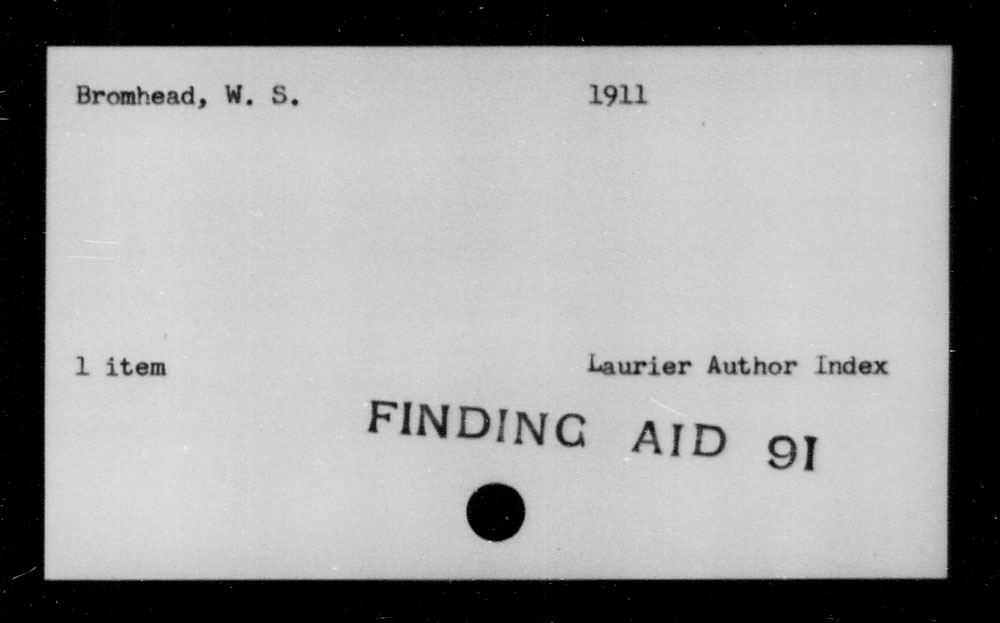 Bromhead, W. S. 1911
1 item Laurier Author Index
FINDING AID 91